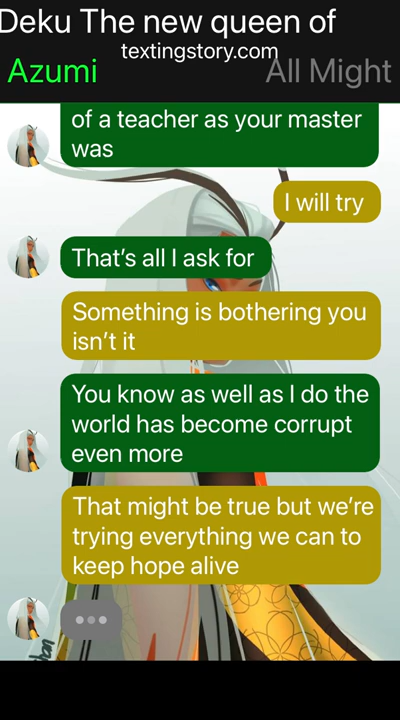 Deku The new queen of
textingstory.com
Azumi
All Might
of a teacher as your master
was
I will try
That's all I ask for
Something is bothering you
isn't it
You know as well as I do the
world has become corrupt
even more
That might be true but we're
trying everything we can to
keep hope alive